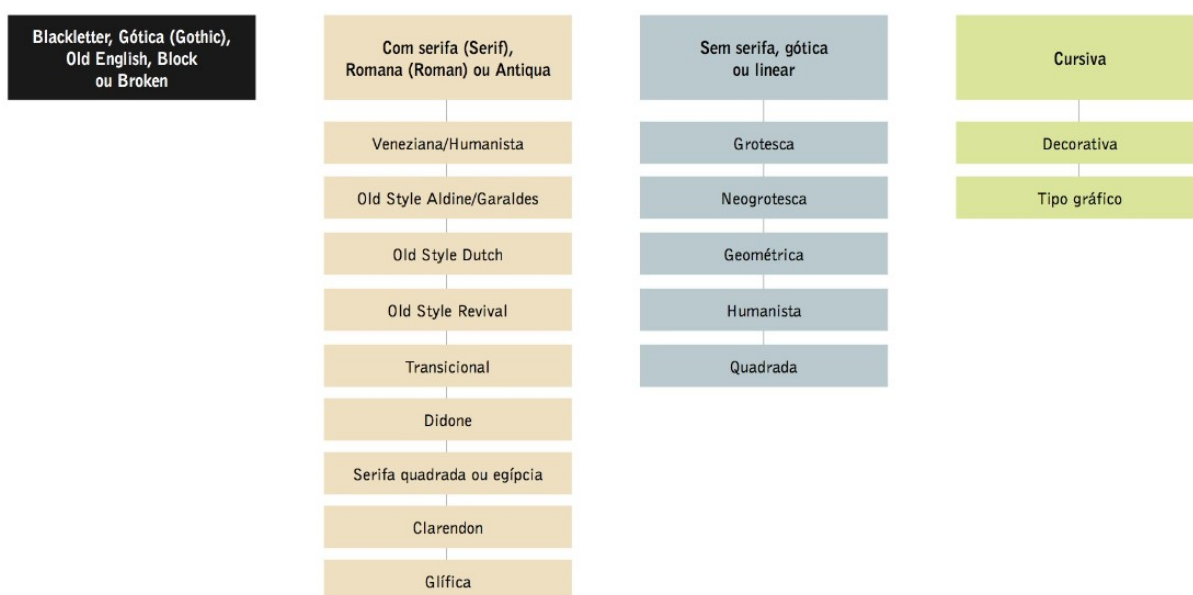 Blackletter, Gótica (Gothic),
Old English, Block
ou Broken
Com serifa (Serif),
Romana (Roman) ou Antiqua
Veneziana/Humanista
Old Style Aldine/Garaldes
Old Style Dutch
Old Style Revival
Transicional
Didone
Serifa quadrada ou egípcia
Clarendon
Glífica
Sem serifa, gótica
ou linear
Grotesca
Neogrotesca
Geométrica
Humanista
Quadrada
Cursiva
Decorativa
Tipo gráfico